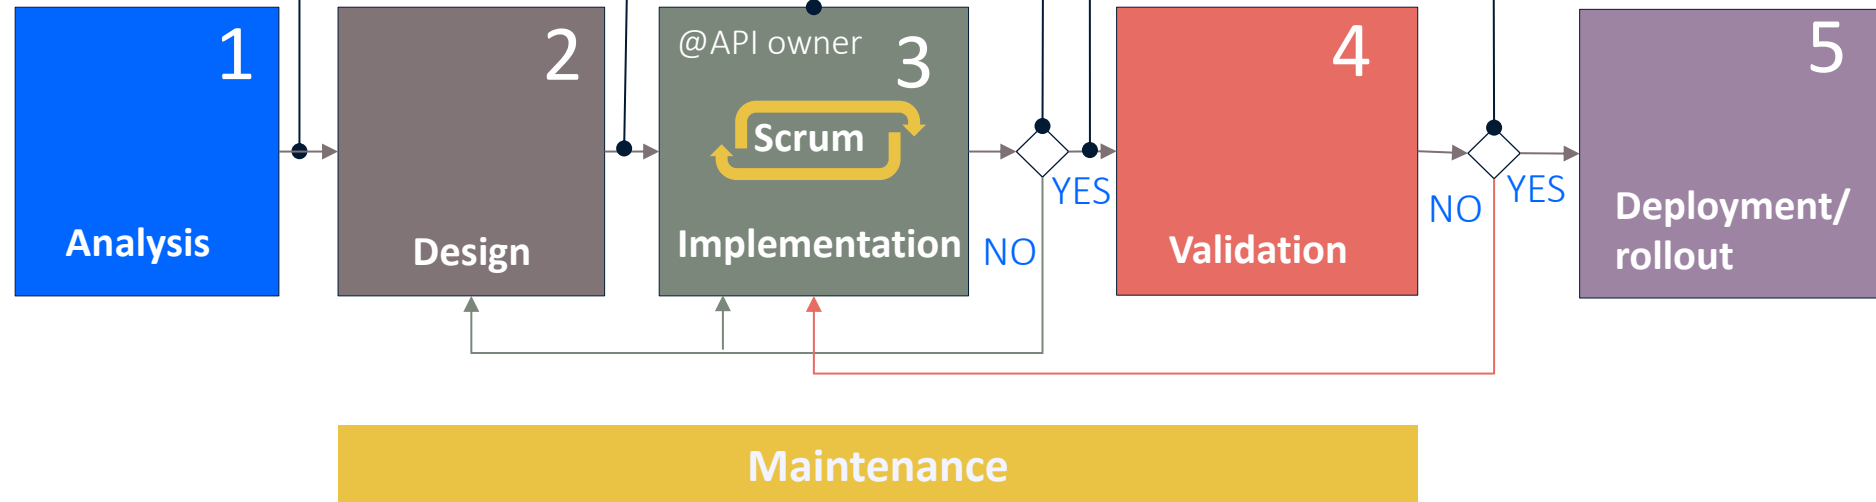 1
Analysis
2
Design
@API owner
3
Scrum
Implementation
YES
NO
4
Validation
NO
YES
5
Deployment/
rollout
Maintenance